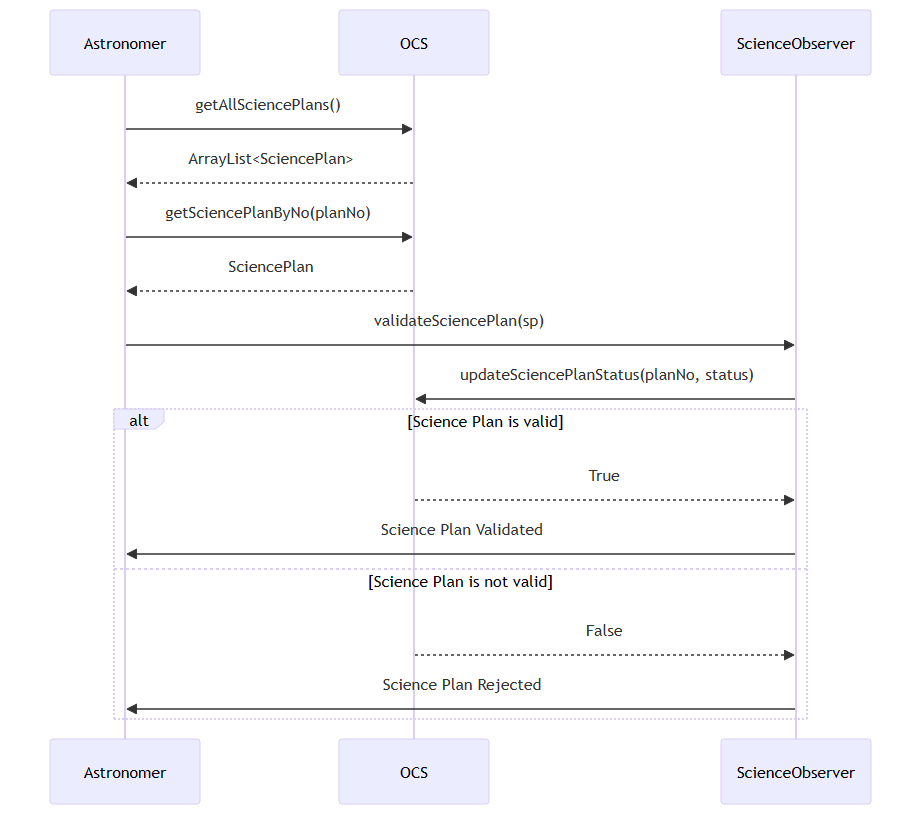 Astronomer
OCS
ScienceObserver
getAllSciencePlans()
ArrayList<SciencePlan>
getSciencePlanByNo(planNo)
SciencePlan
validateSciencePlan(sp)
updateSciencePlanStatus(planNo, status)
alt
[Science Plan is valid]
True
Science Plan Validated
[Science Plan is not valid]
False
Science Plan Rejected
Astronomer
OCS
ScienceObserver